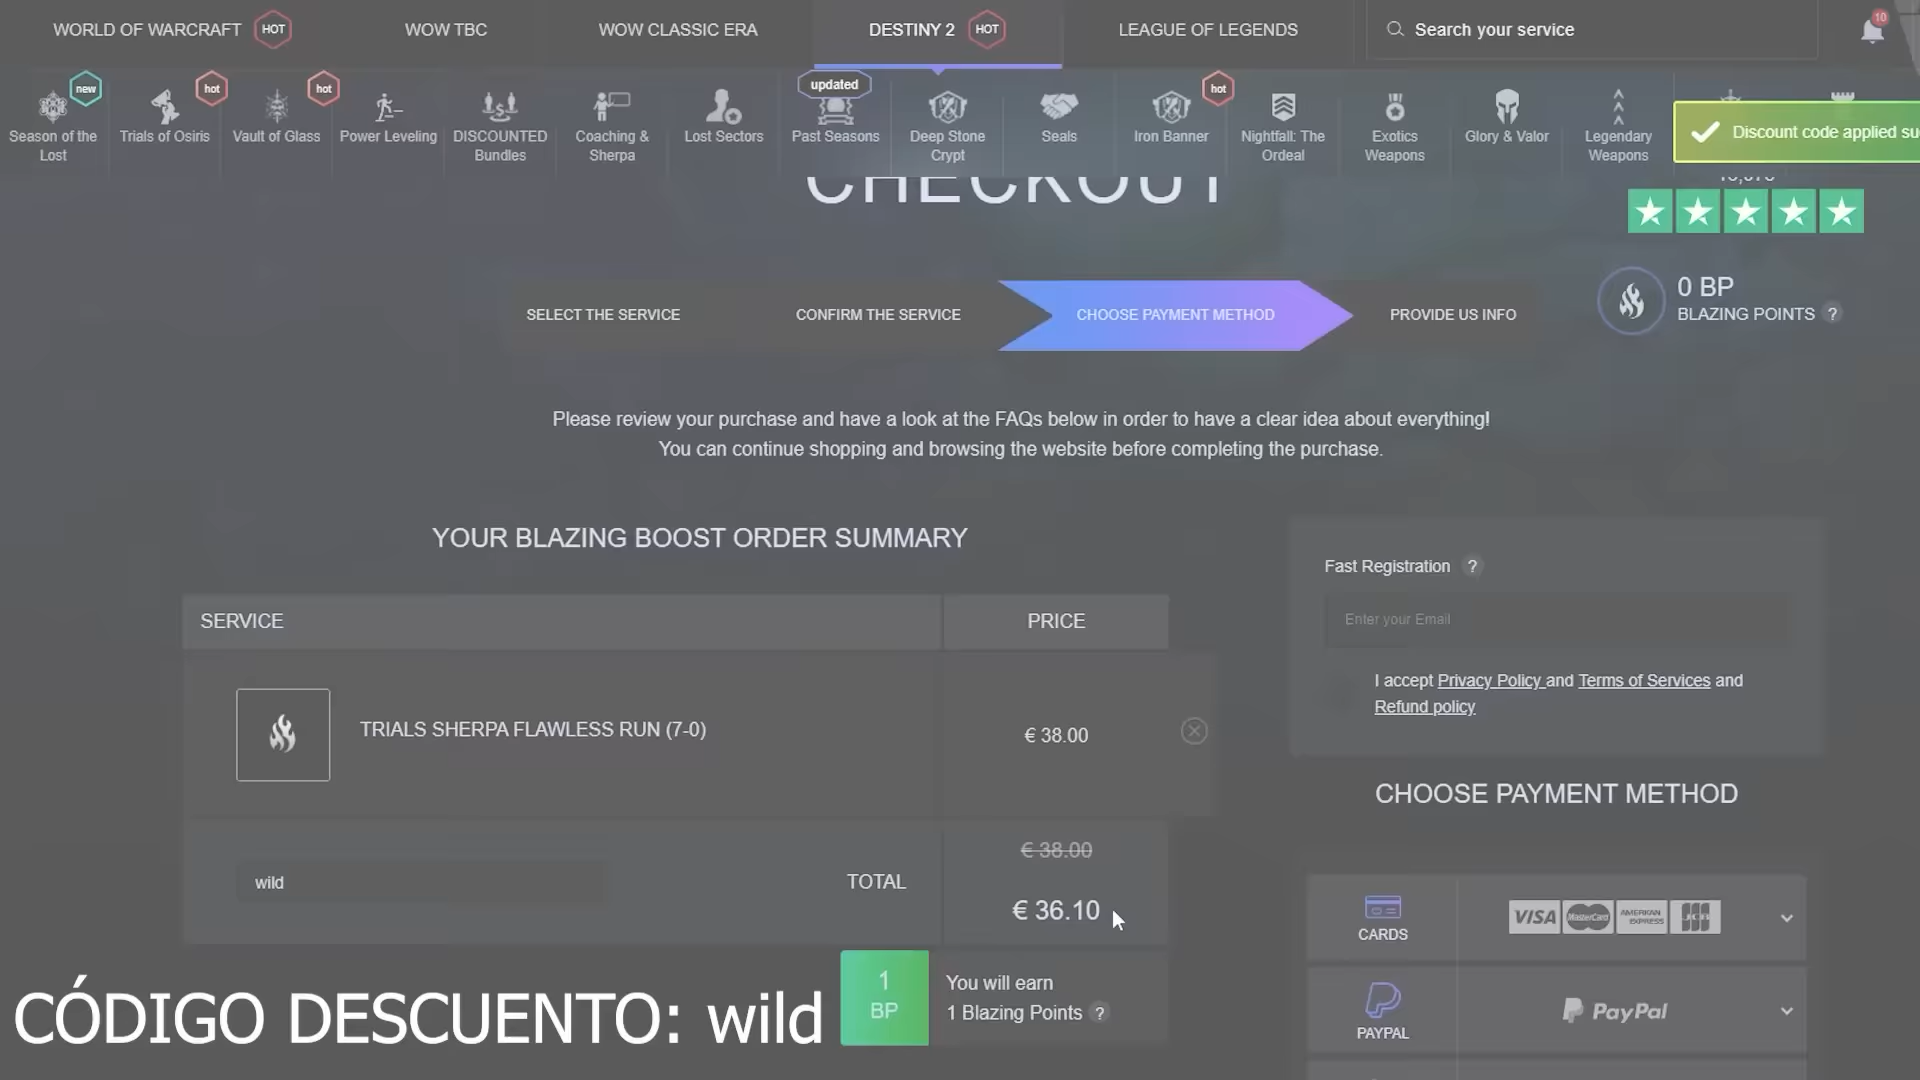 WORLD OF WARCRAFT HOT
WOW TBC
WOW CLASSIC ERA
DESTINY 2 HOT
LEAGUE OF LEGENDS
Search your service
10
new
hot
hot
updated
hot
Season of the
Lost
Trials of Osiris
Vault of Glass
Power Leveling
DISCOUNTED
Bundles
Coaching &
Sherpa
Lost Sectors
Past Seasons
Deep Stone
Crypt
Seals
Iron Banner
Nightfall: The
Ordeal
Exotics
Weapons
Glory & Valor
Legendary
Weapons
Discount code applied su
CHECKOUT
SELECT THE SERVICE
CONFIRM THE SERVICE
CHOOSE PAYMENT METHOD
PROVIDE US INFO
0 BP
BLAZING POINTS ?
Please review your purchase and have a look at the FAQs below in order to have a clear idea about everything!
You can continue shopping and browsing the website before completing the purchase.
YOUR BLAZING BOOST ORDER SUMMARY
SERVICE
PRICE
TRIALS SHERPA FLAWLESS RUN (7-0)
€ 38.00
wild
TOTAL
€ 38.00
€ 36.10
1
BP
You will earn
1 Blazing Points ?
CÓDIGO DESCUENTO: wild
Fast Registration ?
Enter your Email
I accept Privacy Policy and Terms of Services and
Refund policy
CHOOSE PAYMENT METHOD
CARDS
VISA MasterCard AMERICAN EXPRESS JCB
PAYPAL
PayPal